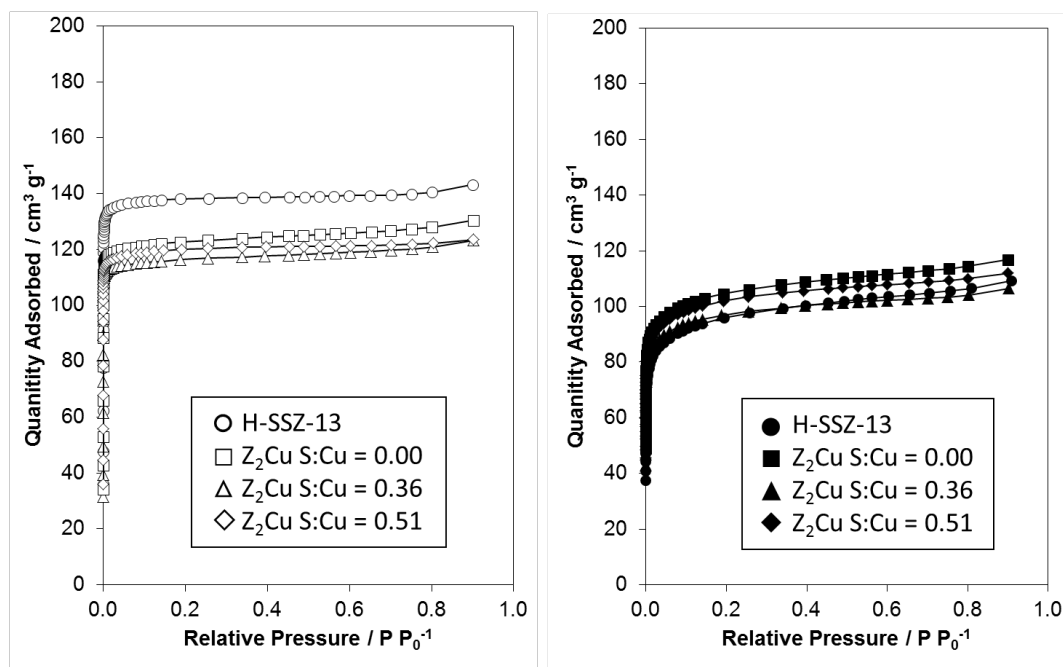 200
180
160
140
120
100
80
60
40
20
0
Quanitity Adsorbed / cm³ g⁻¹
H-SSZ-13
Z₂Cu S:Cu = 0.00
Z₂Cu S:Cu = 0.36
Z₂Cu S:Cu = 0.51
0.0 0.2 0.4 0.6 0.8 1.0
Relative Pressure / P P₀⁻¹
200
180
160
140
120
100
80
60
40
20
0
Quanitity Adsorbed / cm³ g⁻¹
H-SSZ-13
Z₂Cu S:Cu = 0.00
Z₂Cu S:Cu = 0.36
Z₂Cu S:Cu = 0.51
0.0 0.2 0.4 0.6 0.8 1.0
Relative Pressure / P P₀⁻¹